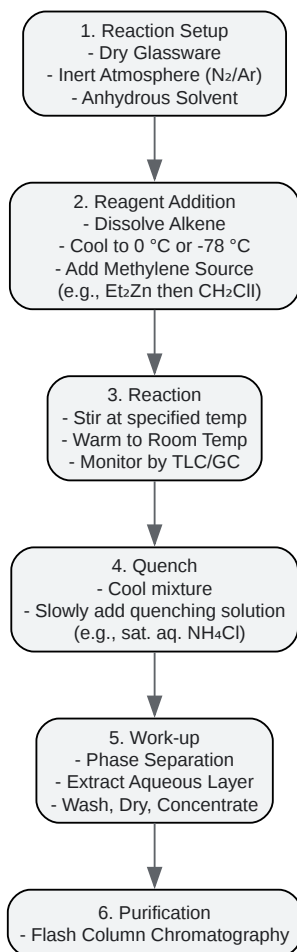 1. Reaction Setup
- Dry Glassware
- Inert Atmosphere (N₂/Ar)
- Anhydrous Solvent
2. Reagent Addition
- Dissolve Alkene
- Cool to 0 °C or -78 °C
- Add Methylene Source
(e.g., Et₂Zn then CH₂ClI)
3. Reaction
- Stir at specified temp
- Warm to Room Temp
- Monitor by TLC/GC
4. Quench
- Cool mixture
- Slowly add quenching solution
(e.g., sat. aq. NH₄Cl)
5. Work-up
- Phase Separation
- Extract Aqueous Layer
- Wash, Dry, Concentrate
6. Purification
- Flash Column Chromatography